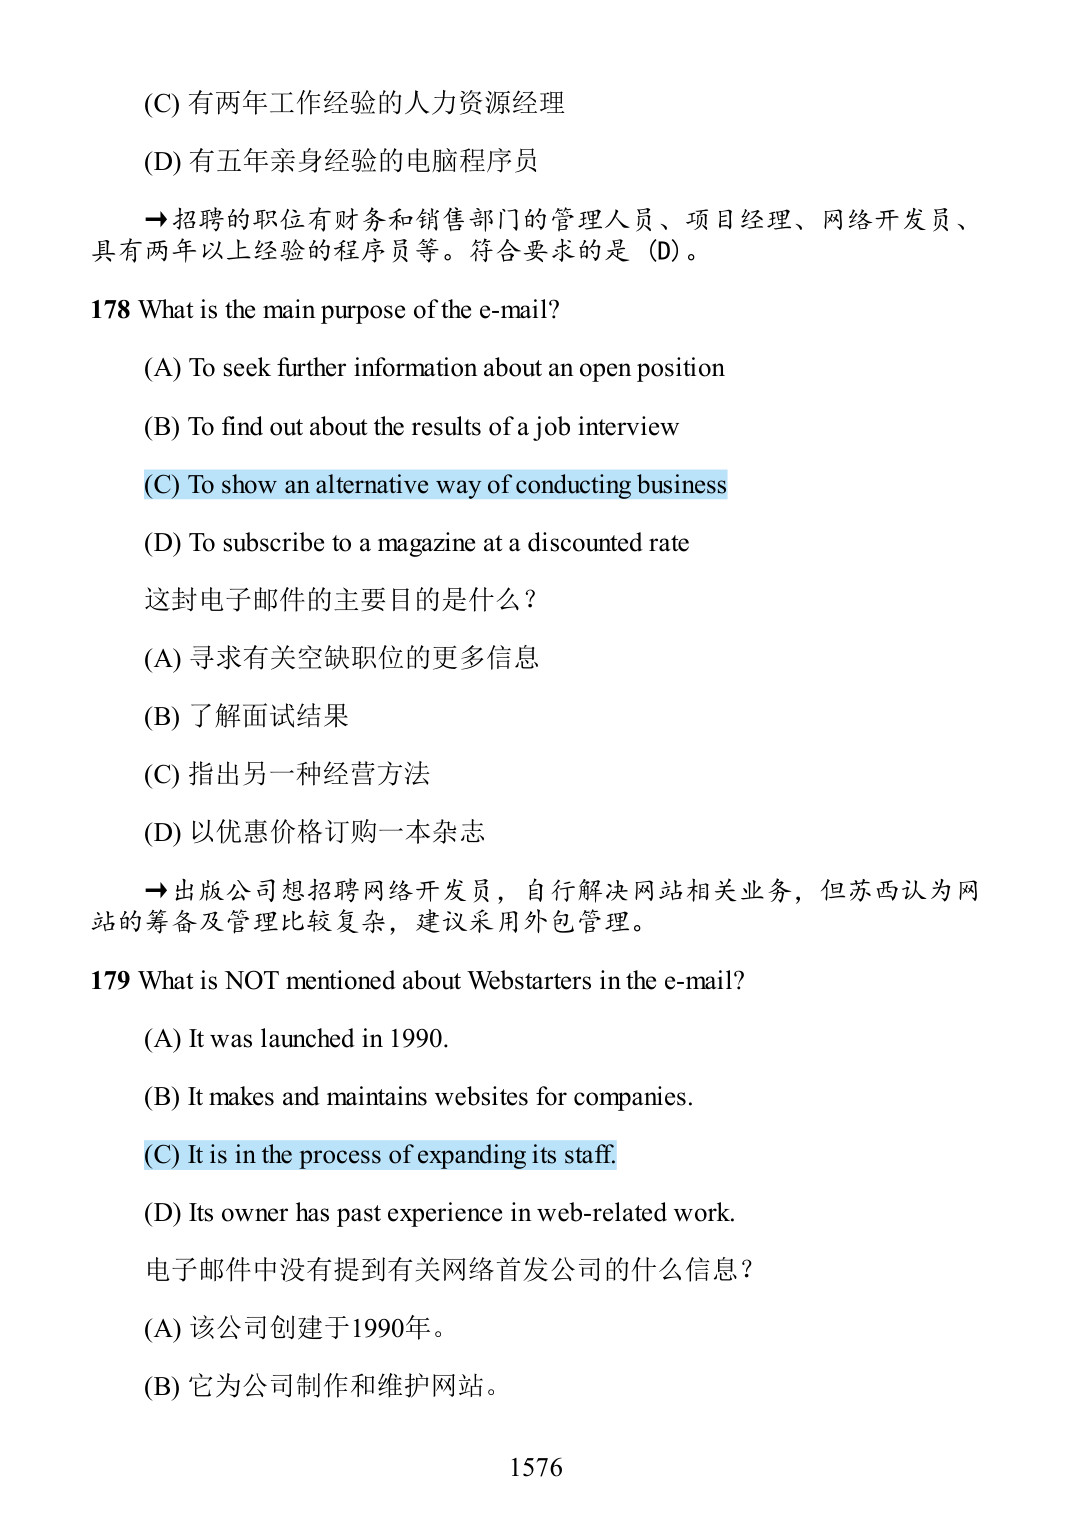 (C) 有两年工作经验的人力资源经理
(D) 有五年亲身经验的电脑程序员
→招聘的职位有财务和销售部门的管理人员、项目经理、网络开发员、
具有两年以上经验的程序员等。符合要求的是 (D)。
178 What is the main purpose of the e-mail?
(A) To seek further information about an open position
(B) To find out about the results of a job interview
(C) To show an alternative way of conducting business
(D) To subscribe to a magazine at a discounted rate
这封电子邮件的主要目的是什么？
(A) 寻求有关空缺职位的更多信息
(B) 了解面试结果
(C) 指出另一种经营方法
(D) 以优惠价格订购一本杂志
→出版公司想招聘网络开发员，自行解决网站相关业务，但苏西认为网
站的筹备及管理比较复杂，建议采用外包管理。
179 What is NOT mentioned about Webstarters in the e-mail?
(A) It was launched in 1990.
(B) It makes and maintains websites for companies.
(C) It is in the process of expanding its staff.
(D) Its owner has past experience in web-related work.
电子邮件中没有提到有关网络首发公司的什么信息？
(A) 该公司创建于1990年。
(B) 它为公司制作和维护网站。
1576